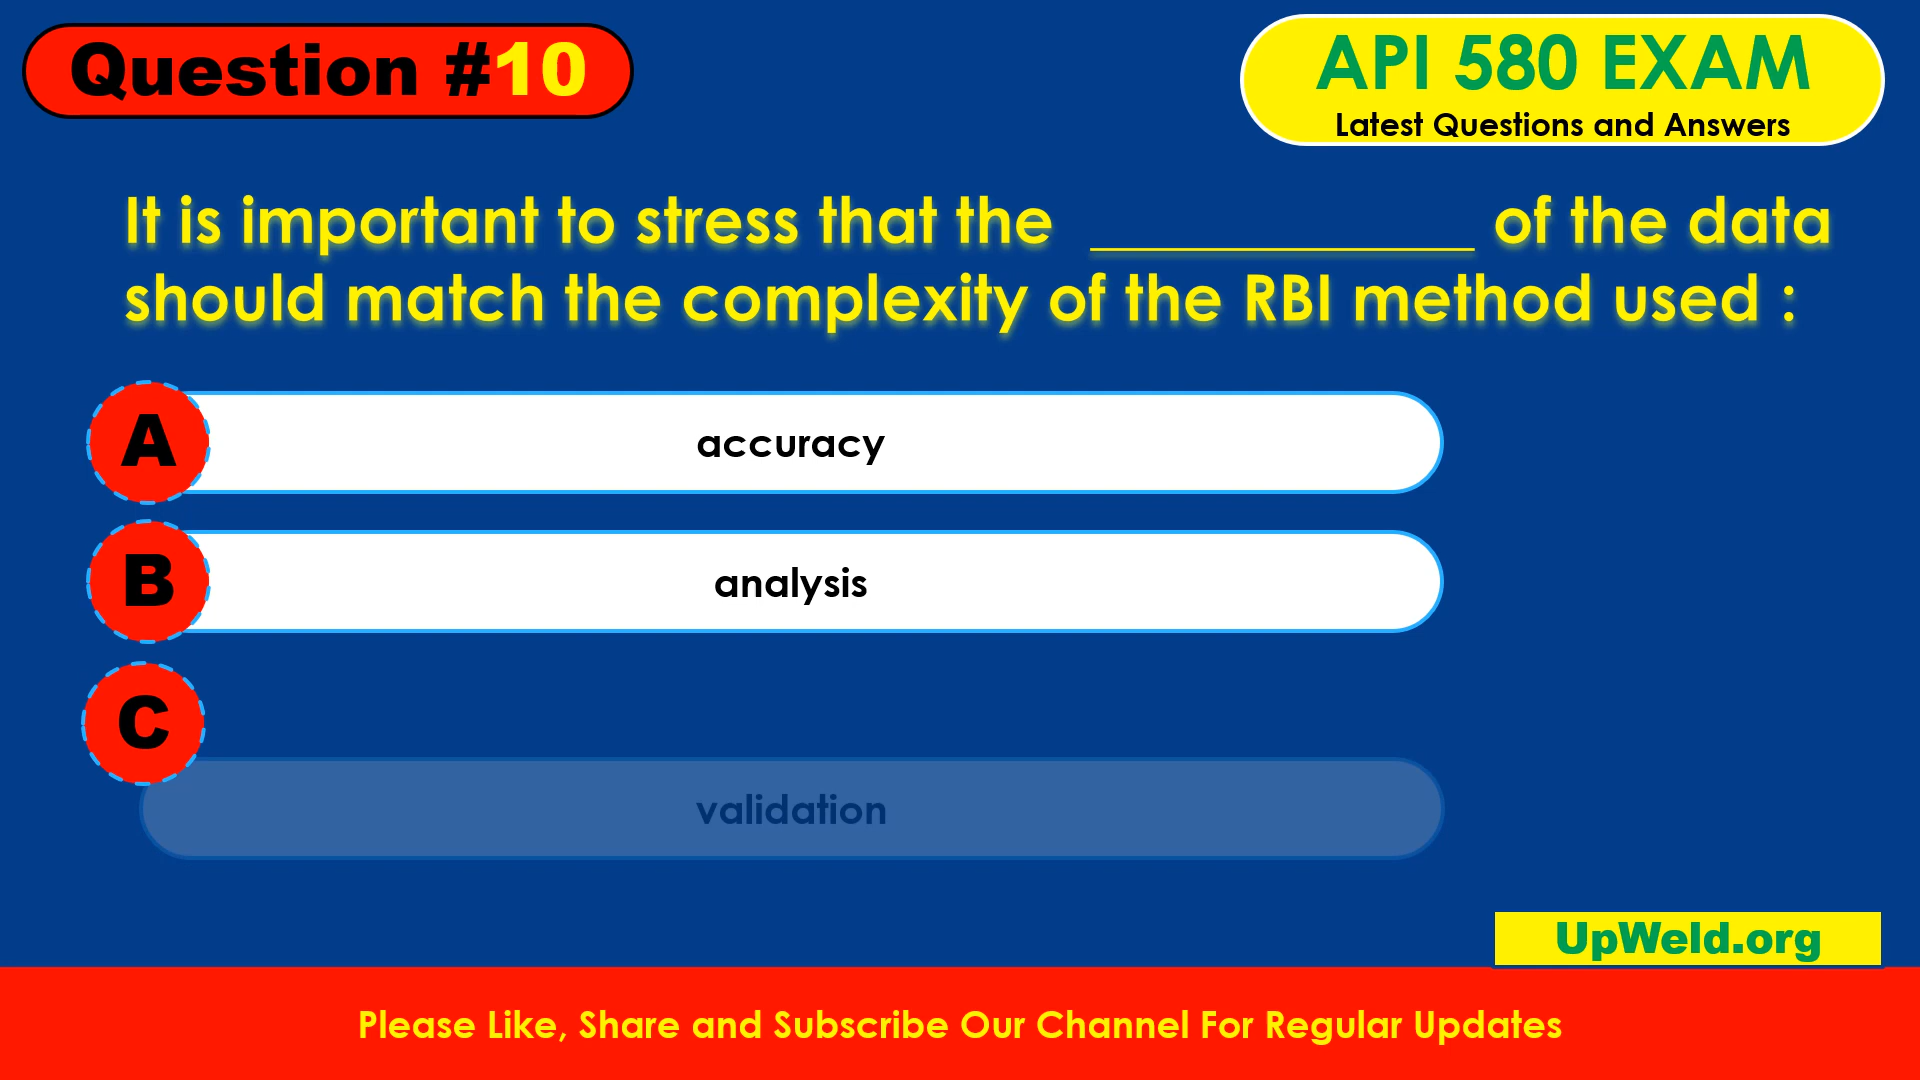 Question #10
API 580 EXAM
Latest Questions and Answers
It is important to stress that the ____________ of the data
should match the complexity of the RBI method used :
A
accuracy
B
analysis
C
validation
UpWeld.org
Please Like, Share and Subscribe Our Channel For Regular Updates